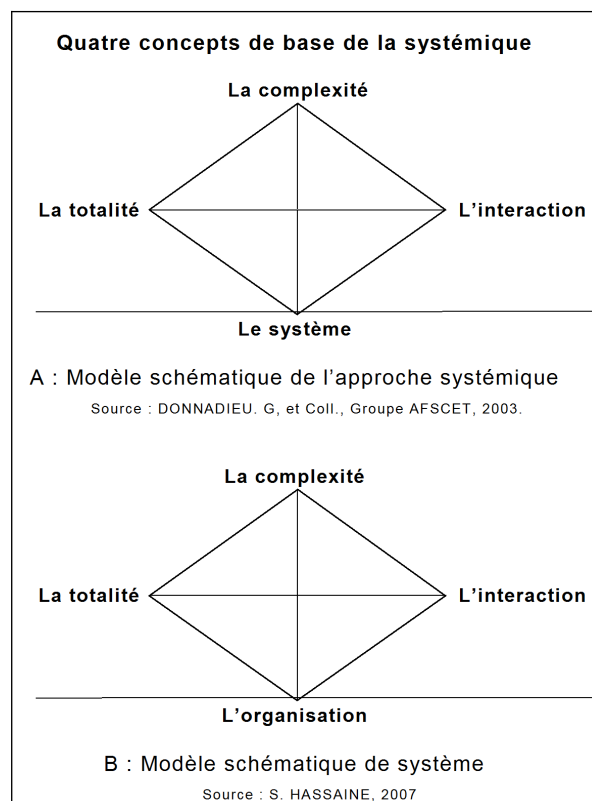 Quatre concepts de base de la systémique
La complexité
La totalité
L'interaction
Le système
A : Modèle schématique de l'approche systémique
Source : DONNADIEU. G, et Coll., Groupe AFSCET, 2003.
La complexité
La totalité
L'interaction
L'organisation
B : Modèle schématique de système
Source : S. HASSAINE, 2007